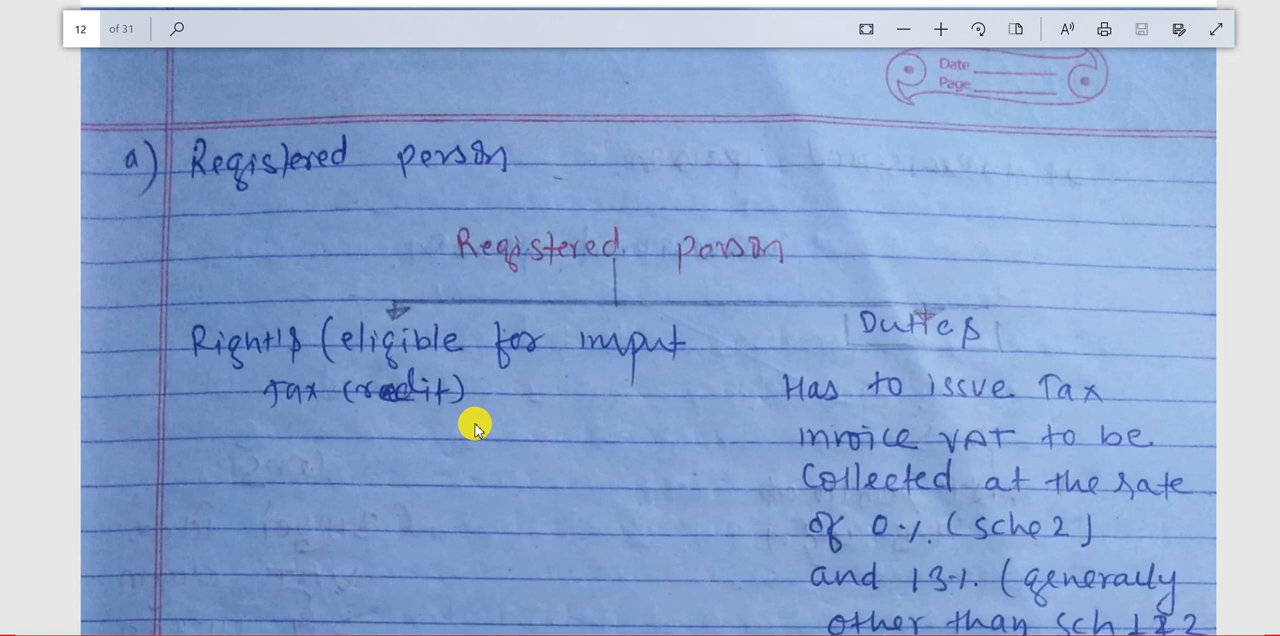 12 of 31
Date
Page
a) Registered person
Registered person
Right's (eligible for input
Tax credit)
Duties
Has to issue Tax
invoice VAT to be
collected at the rate
of 0% (sche 2)
and 13% (generally
other than sch 1 & 2